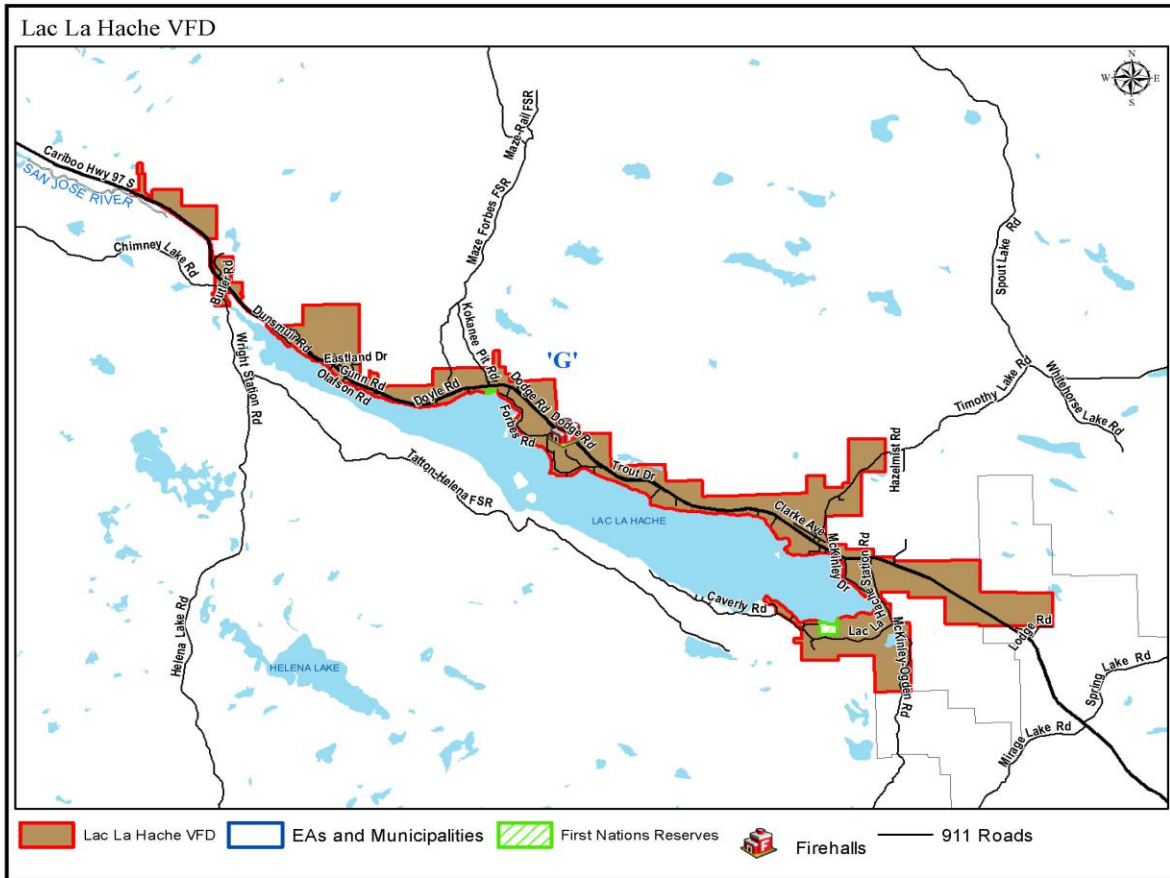 Lac La Hache VFD
N
W
E
S
Cariboo Hwy 97 S
SAN JOSE RIVER
Chimney Lake Rd
Butler Rd
Wright Station Rd
Dunsmuir Rd
Eastland Dr
Gunn Rd
Olafson Rd
Doyle Rd
Kokanee Pit Rd
Maze Forbes FSR
Maze-Rail FSR
'G'
Dodge Rd
Dodge Rd
Forbes Rd
Trout Dr
Spout Lake Rd
Timothy Lake Rd
Whitehorse Lake Rd
Hazelmist Rd
Clarke Ave
McKinley Dr
LAC LA HACHE
Tatton-Helena FSR
Caverly Rd
Lac La Hache Station Rd
McKinley-Ogden Rd
Lodge Rd
Spring Lake Rd
Mirage Lake Rd
Helena Lake Rd
HELENA LAKE
Lac La Hache VFD
EAs and Municipalities
First Nations Reserves
Firehalls
911 Roads